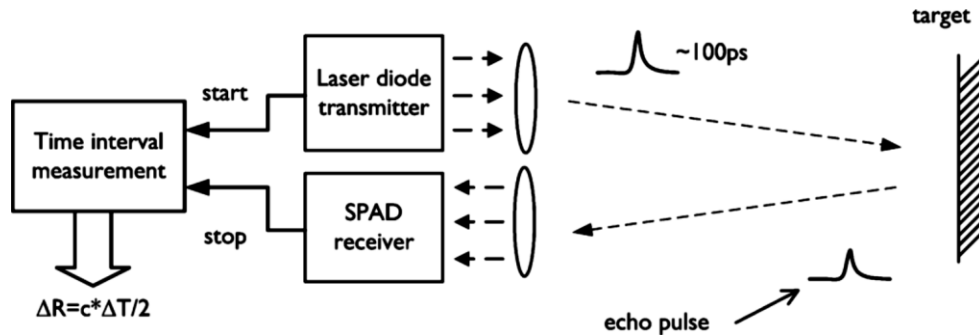 target
~100ps
Laser diode
transmitter
start
Time interval
measurement
SPAD
receiver
stop
ΔR=c*ΔT/2
echo pulse